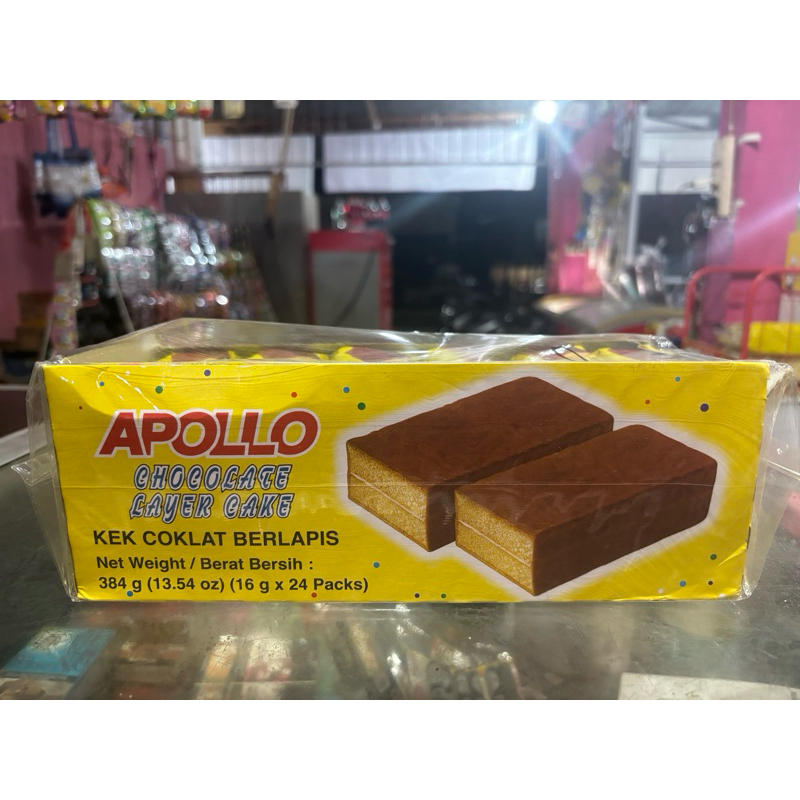 APOLLO
CHOCOLATE
LAYER CAKE
KEK COKLAT BERLAPIS
Net Weight / Berat Bersih :
384 g (13.54 oz) (16 g x 24 Packs)